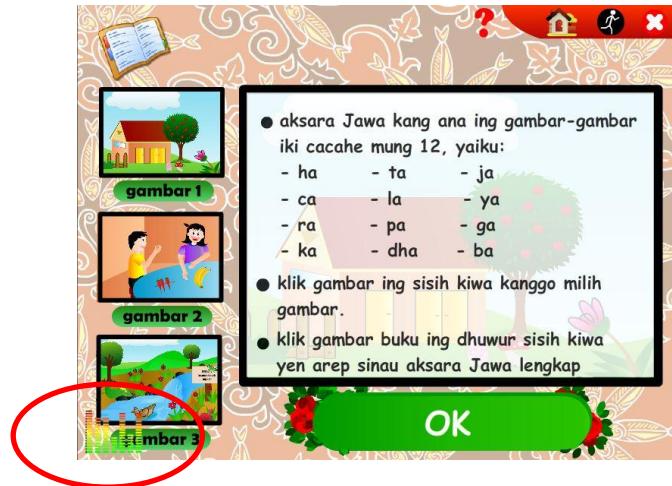 ?
aksara Jawa kang ana ing gambar-gambar
iki cacahe mung 12, yaiku:
- ha - ta - ja
- ca - la - ya
- ra - pa - ga
- ka - dha - ba
klik gambar ing sisih kiwa kanggo milih
gambar.
klik gambar buku ing dhuwur sisih kiwa
yen arep sinau aksara Jawa lengkap
OK
gambar 1
gambar 2
mbar 3